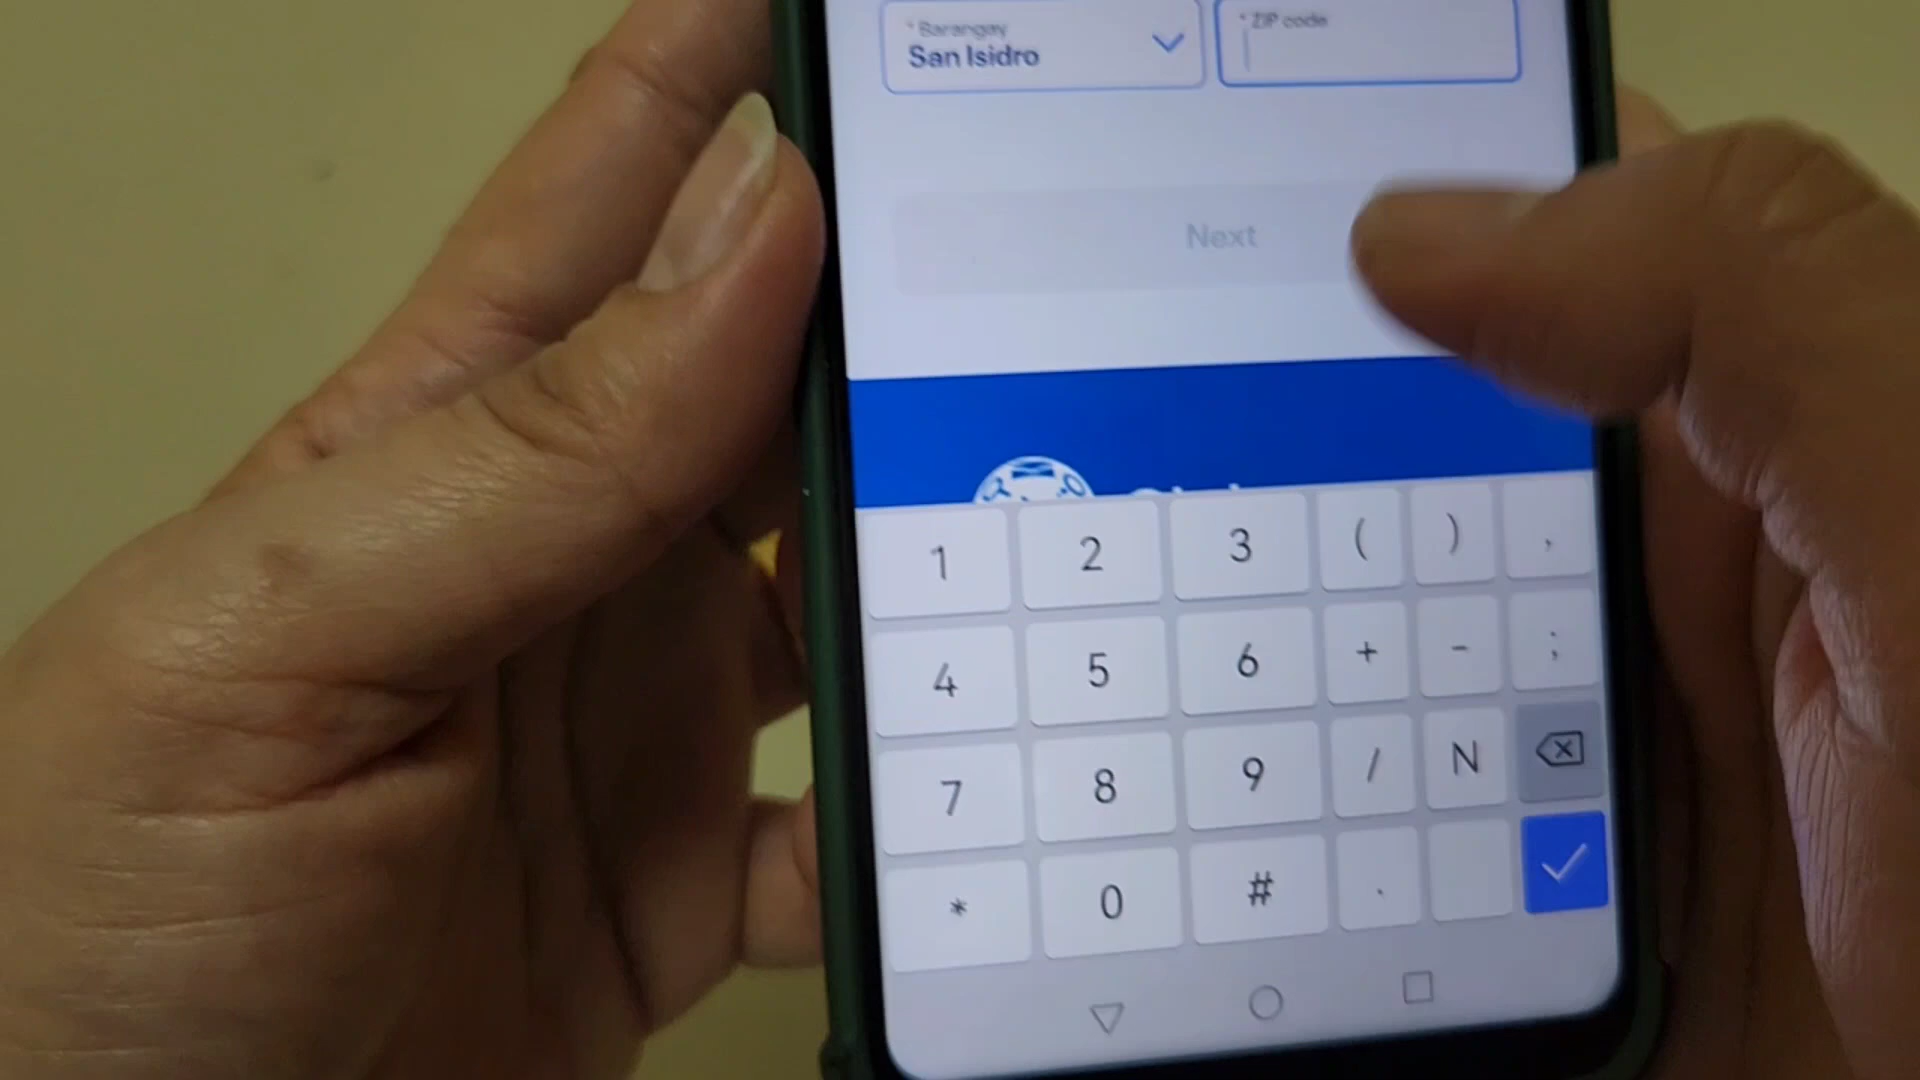 * Barangay
San Isidro
* ZIP code
Next
1 2 3 ( ) ,
4 5 6 + - ;
7 8 9 / N
* 0 # .